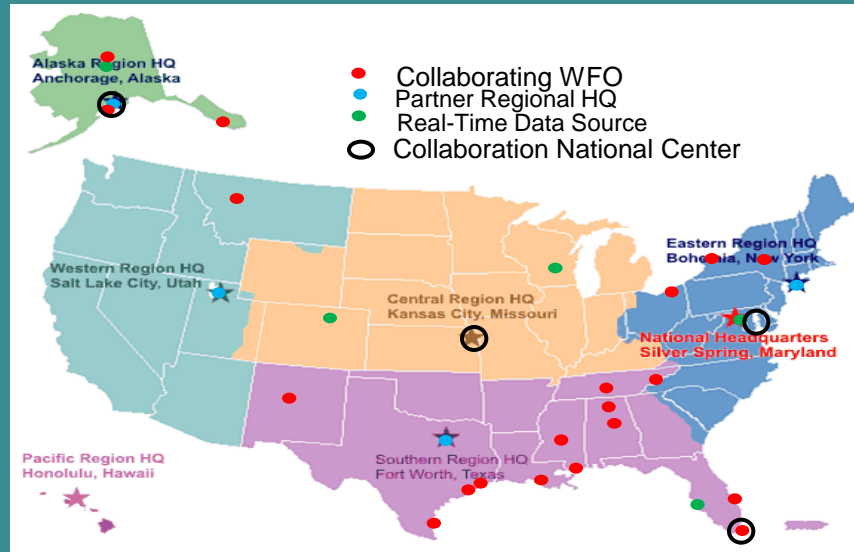 Alaska Region HQ
Anchorage, Alaska
Collaborating WFO
Partner Regional HQ
Real-Time Data Source
Collaboration National Center
Eastern Region HQ
Bohemia, New York
Western Region HQ
Salt Lake City, Utah
Central Region HQ
Kansas City, Missouri
National Headquarters
Silver Spring, Maryland
Pacific Region HQ
Honolulu, Hawaii
Southern Region HQ
Fort Worth, Texas